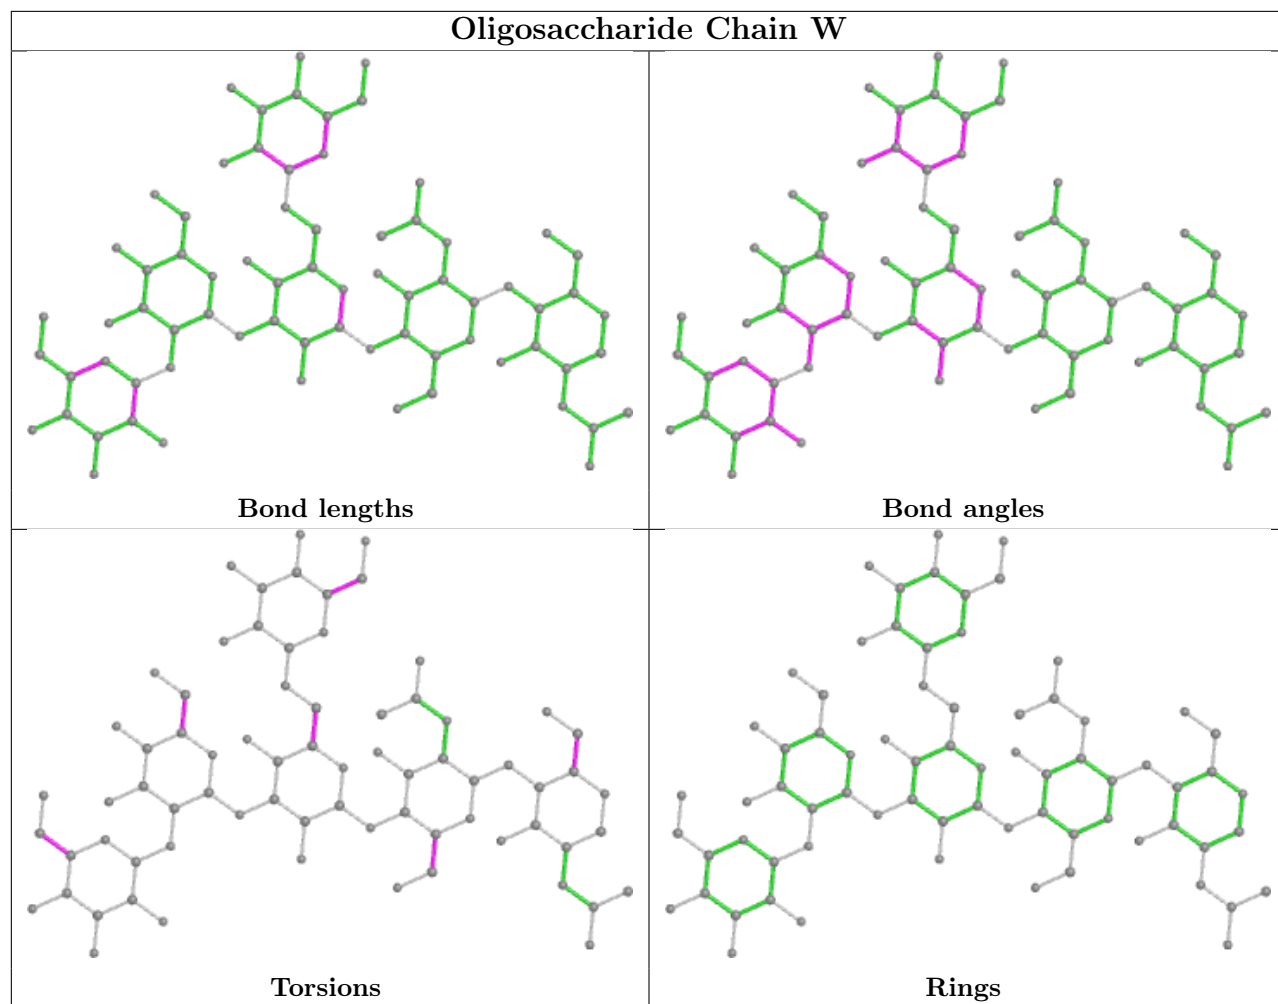 Oligosaccharide Chain W
Bond lengths
Bond angles
Torsions
Rings